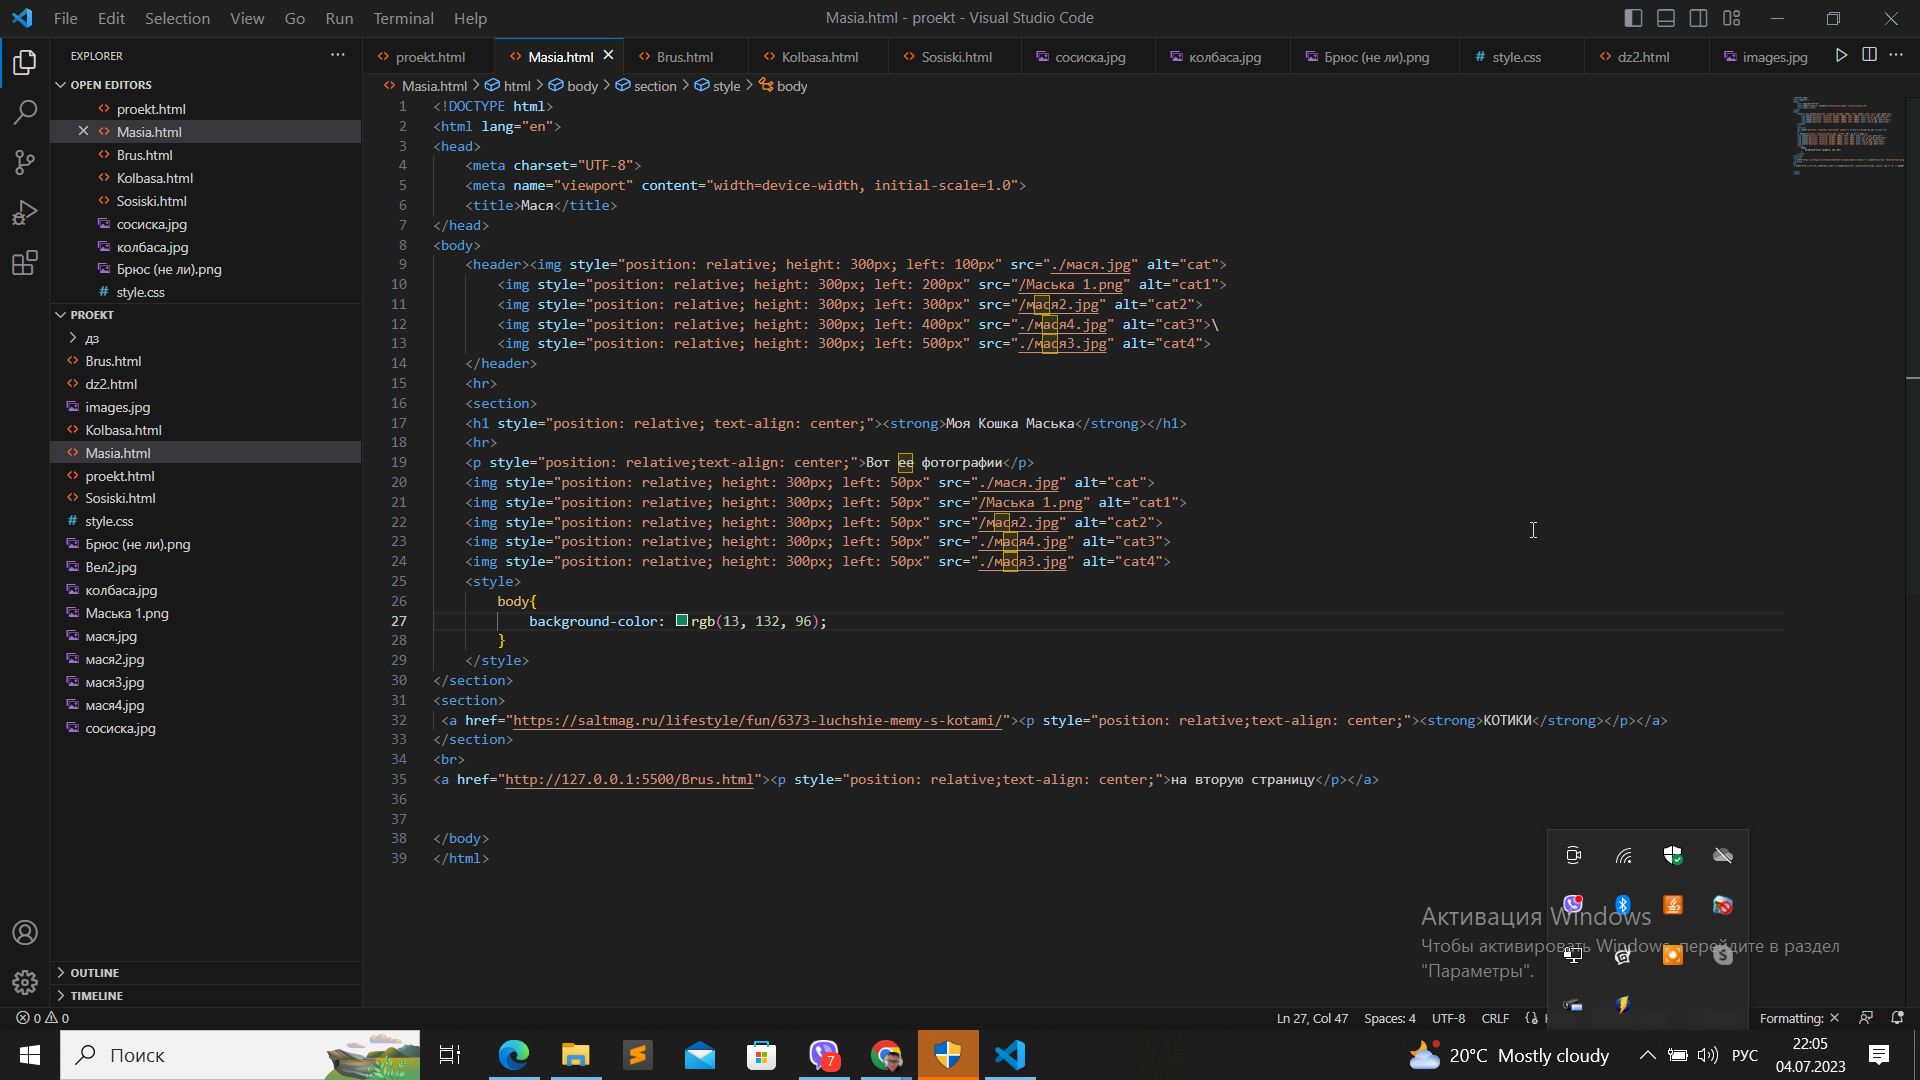 File Edit Selection View Go Run Terminal Help
Masia.html - proekt - Visual Studio Code
EXPLORER
OPEN EDITORS
proekt.html
Masia.html
Brus.html
Kolbasa.html
Sosiski.html
сосиска.jpg
колбаса.jpg
Брюс (не ли).png
style.css
PROEKT
дз
Brus.html
dz2.html
images.jpg
Kolbasa.html
Masia.html
proekt.html
Sosiski.html
style.css
Брюс (не ли).png
Вел2.jpg
колбаса.jpg
Маська 1.png
мася.jpg
мася2.jpg
мася3.jpg
мася4.jpg
сосиска.jpg
OUTLINE
TIMELINE
proekt.html Masia.html Brus.html Kolbasa.html Sosiski.html сосиска.jpg колбаса.jpg Брюс (не ли).png style.css dz2.html images.jpg
Masia.html > html > body > section > style > body
1 <!DOCTYPE html>
2 <html lang="en">
3 <head>
4 <meta charset="UTF-8">
5 <meta name="viewport" content="width=device-width, initial-scale=1.0">
6 <title>Мася</title>
7 </head>
8 <body>
9 <header><img style="position: relative; height: 300px; left: 100px" src="./мася.jpg" alt="cat">
10 <img style="position: relative; height: 300px; left: 200px" src="/Маська 1.png" alt="cat1">
11 <img style="position: relative; height: 300px; left: 300px" src="/мася2.jpg" alt="cat2">
12 <img style="position: relative; height: 300px; left: 400px" src="./мася4.jpg" alt="cat3">\
13 <img style="position: relative; height: 300px; left: 500px" src="./мася3.jpg" alt="cat4">
14 </header>
15 <hr>
16 <section>
17 <h1 style="position: relative; text-align: center;"><strong>Моя Кошка Маська</strong></h1>
18 <hr>
19 <p style="position: relative;text-align: center;">Вот ее фотографии</p>
20 <img style="position: relative; height: 300px; left: 50px" src="./мася.jpg" alt="cat">
21 <img style="position: relative; height: 300px; left: 50px" src="/Маська 1.png" alt="cat1">
22 <img style="position: relative; height: 300px; left: 50px" src="/мася2.jpg" alt="cat2">
23 <img style="position: relative; height: 300px; left: 50px" src="./мася4.jpg" alt="cat3">
24 <img style="position: relative; height: 300px; left: 50px" src="./мася3.jpg" alt="cat4">
25 <style>
26 body{
27 background-color: rgb(13, 132, 96);
28 }
29 </style>
30 </section>
31 <section>
32 <a href="https://saltmag.ru/lifestyle/fun/6373-luchshie-memy-s-kotami/"><p style="position: relative;text-align: center;"><strong>КОТИКИ</strong></p></a>
33 </section>
34 <br>
35 <a href="http://127.0.0.1:5500/Brus.html"><p style="position: relative;text-align: center;">на вторую страницу</p></a>
36
37
38 </body>
39 </html>
Активация Windows
Чтобы активировать Windows, перейдите в раздел
"Параметры".
0 0 Ln 27, Col 47 Spaces: 4 UTF-8 CRLF Formatting: ×
Поиск
7
20°C Mostly cloudy
РУС
22:05
04.07.2023